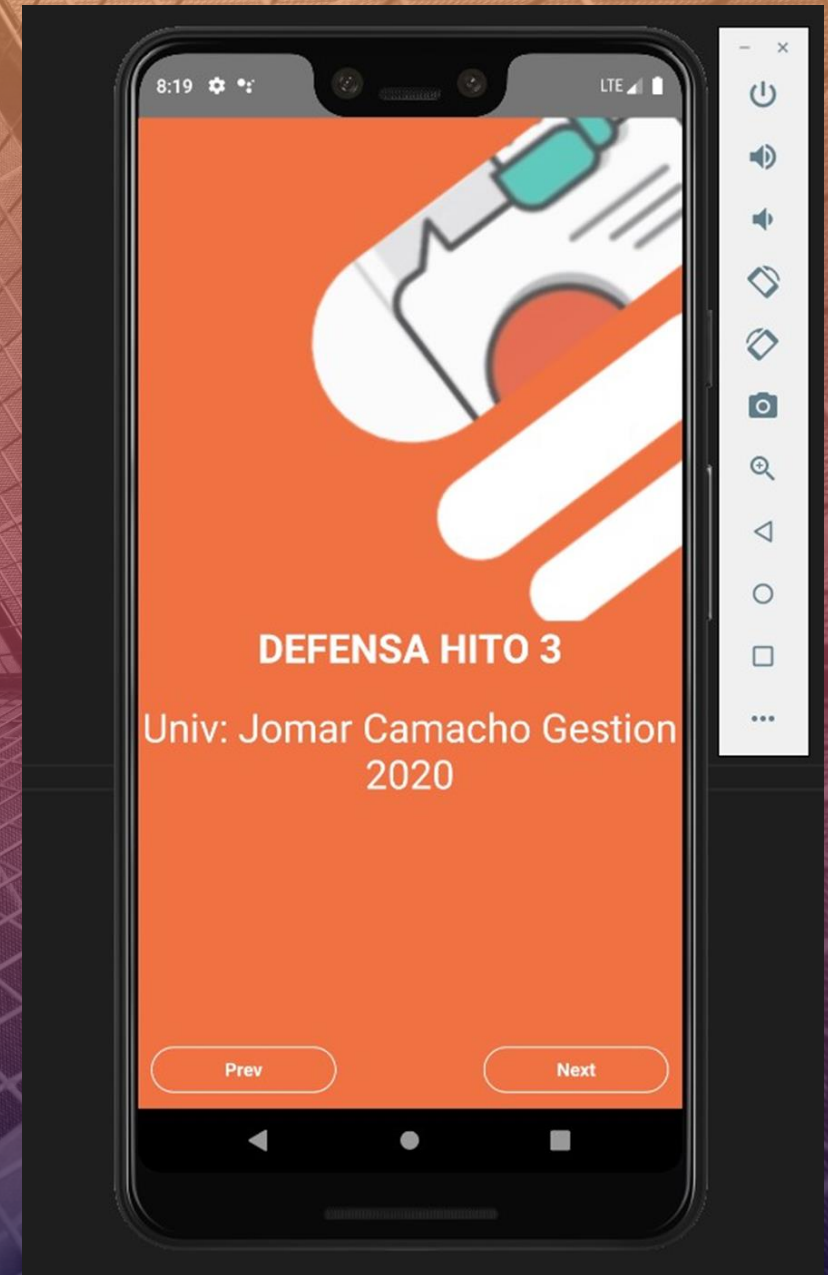 8:19 LTE
DEFENSA HITO 3
Univ: Jomar Camacho Gestion
2020
Prev Next